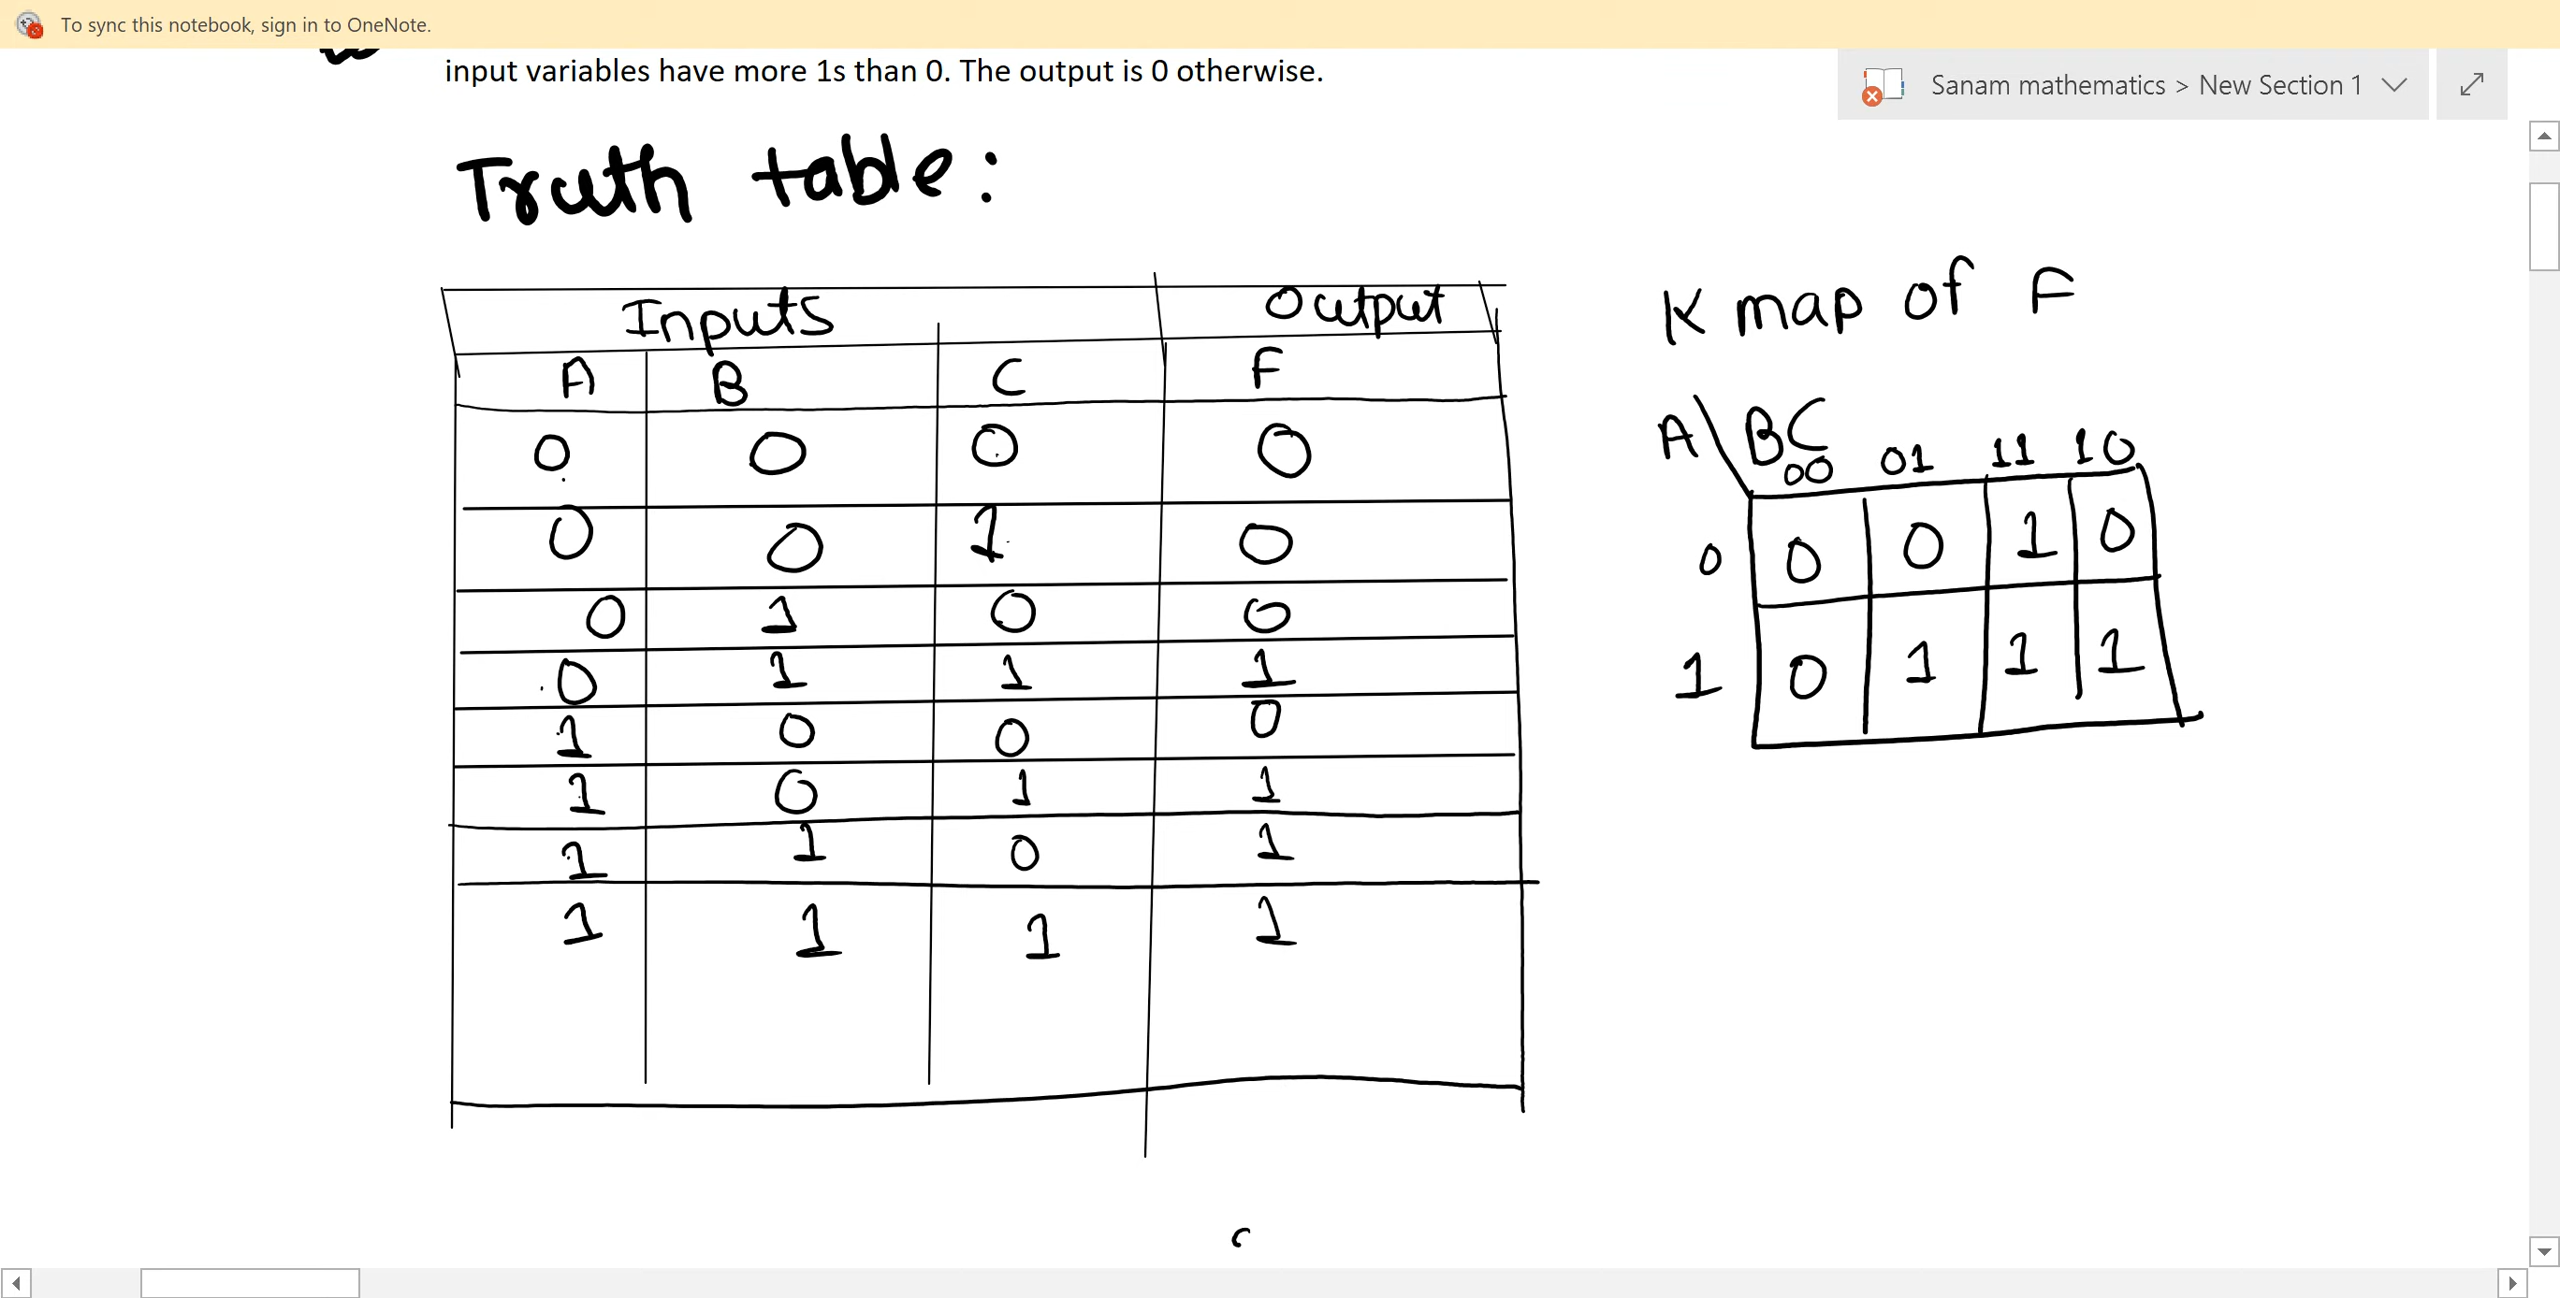 To sync this notebook, sign in to OneNote.
input variables have more 1s than 0. The output is 0 otherwise.
Sanam mathematics > New Section 1
Truth table:
Inputs Output
A B C F
0 0 0 0
0 0 1 0
0 1 0 0
0 1 1 1
1 0 0 0
1 0 1 1
1 1 0 1
1 1 1 1
K map of F
A\BC 00 01 11 10
0 0 0 1 0
1 0 1 1 1